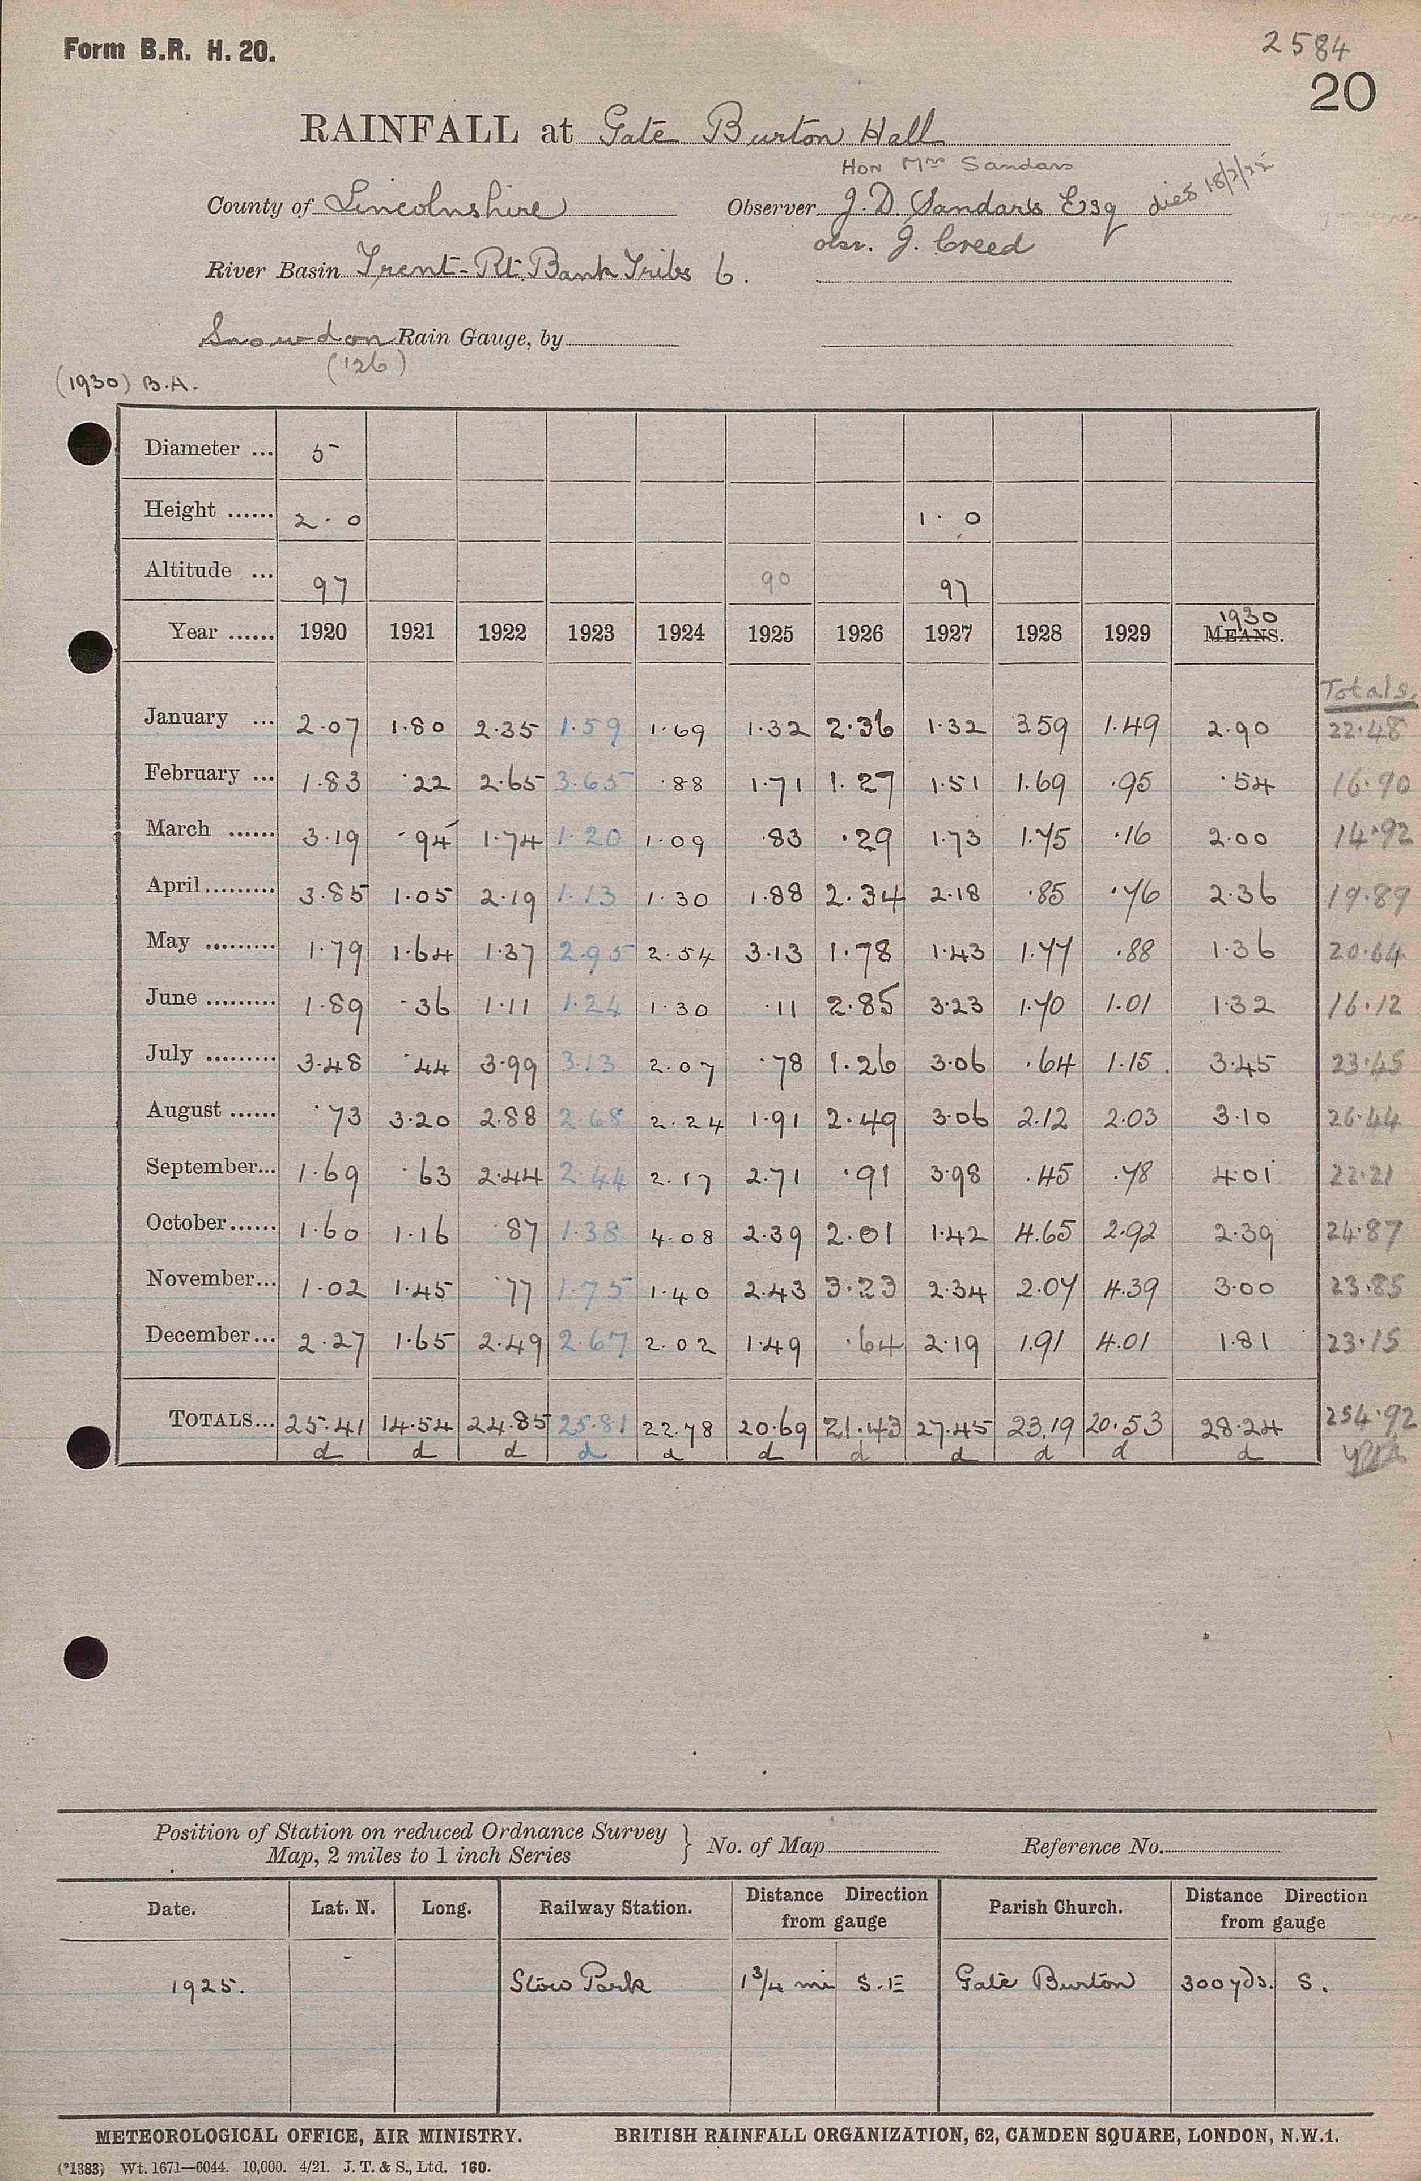 Form B.R. H. 20.
2584
20
RAINFALL at Gate Burton Hall
Hon Mrs Sandars
County of Lincolnshire Observer J. D. Sandars Esq died 18/2/22
obsr. J. Creed
River Basin Trent - Rt. Bank Tribs 6.
Snowdon Rain Gauge, by
(126)
(1930) B.A.
Diameter ... 5
Height ...... 2.0 1.0
Altitude ... 97 90 97
Year ...... 1920 1921 1922 1923 1924 1925 1926 1927 1928 1929 1930 MEANS.
Totals.
January ... 2.07 1.80 2.35 1.59 1.69 1.32 2.36 1.32 3.59 1.49 2.90 22.48
February ... 1.83 .22 2.65 3.65 .88 1.71 1.27 1.51 1.69 .95 .54 16.90
March ...... 3.19 .94 1.74 1.20 1.09 .83 .29 1.73 1.75 .16 2.00 14.92
April ......... 3.85 1.05 2.19 1.13 1.30 1.88 2.34 2.18 .85 .76 2.36 19.89
May ......... 1.79 1.64 1.37 2.95 2.54 3.13 1.78 1.43 1.77 .88 1.36 20.64
June ......... 1.89 .36 1.11 1.24 1.30 .11 2.85 3.23 1.70 1.01 1.32 16.12
July ......... 3.48 .44 3.99 3.13 2.07 .78 1.26 3.06 .64 1.15 3.45 23.45
August ...... .73 3.20 2.88 2.68 2.24 1.91 2.49 3.06 2.12 2.03 3.10 26.44
September... 1.69 .63 2.44 2.44 2.17 2.71 .91 3.98 .45 .78 4.01 22.21
October...... 1.60 1.16 .87 1.38 4.08 2.39 2.01 1.42 4.65 2.92 2.39 24.87
November... 1.02 1.45 .77 1.75 1.40 2.43 3.23 2.34 2.07 4.39 3.00 23.85
December... 2.27 1.65 2.49 2.67 2.02 1.49 .64 2.19 1.91 4.01 1.81 23.15
TOTALS... 25.41 14.54 24.85 25.81 22.78 20.69 21.43 27.45 23.19 20.53 28.24 254.92
d d d d d d d d d d d
Position of Station on reduced Ordnance Survey
Map, 2 miles to 1 inch Series } No. of Map Reference No.
Date. Lat. N. Long. Railway Station. Distance Direction from gauge Parish Church. Distance Direction from gauge
1925. Stow Park 1 3/4 mi S.E Gate Burton 300 yds. S.
METEOROLOGICAL OFFICE, AIR MINISTRY. BRITISH RAINFALL ORGANIZATION, 62, CAMDEN SQUARE, LONDON, N.W.1.
(*1383) Wt. 1671—6044. 10,000. 4/21. J. T. & S., Ltd. 160.